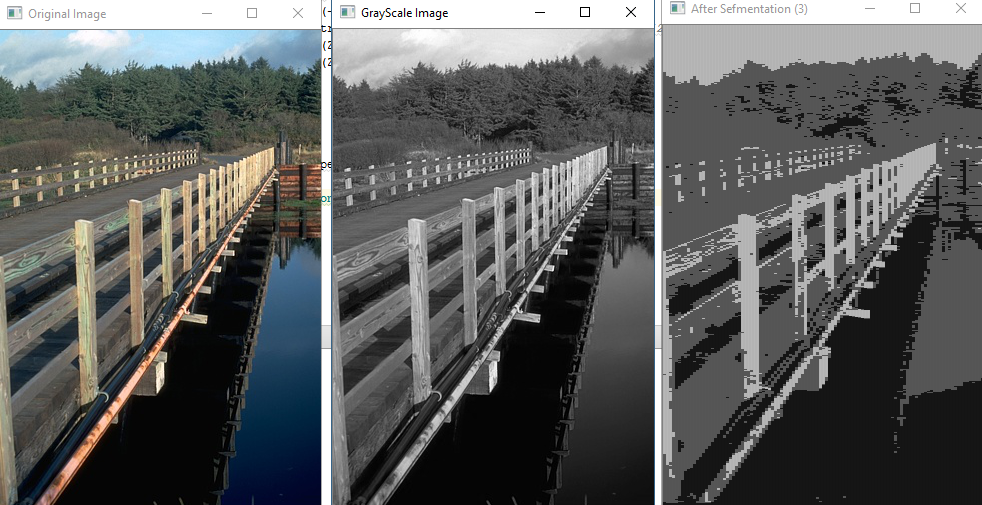 Original Image
GrayScale Image
After Sefmentation (3)